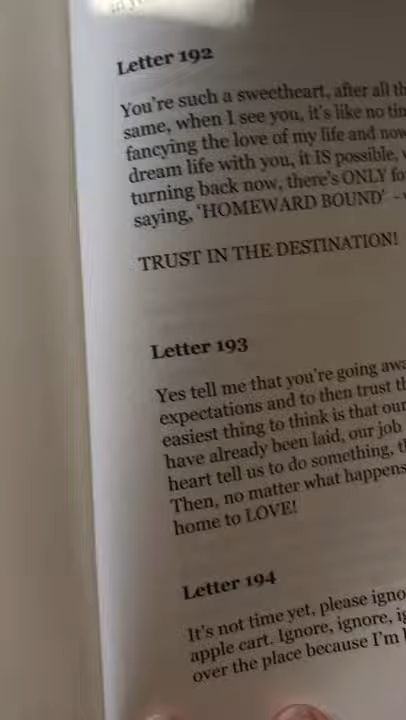 Letter 192
You're such a sweetheart, after all th
same, when I see you, it's like no tim
fancying the love of my life and now
dream life with you, it IS possible,
turning back now, there's ONLY fo
saying, 'HOMEWARD BOUND' –
TRUST IN THE DESTINATION!
Letter 193
Yes tell me that you're going awa
expectations and to then trust th
easiest thing to think is that our
have already been laid, our job
heart tell us to do something, th
Then, no matter what happens
home to LOVE!
Letter 194
It's not time yet, please igno
apple cart. Ignore, ignore, ig
over the place because I'm